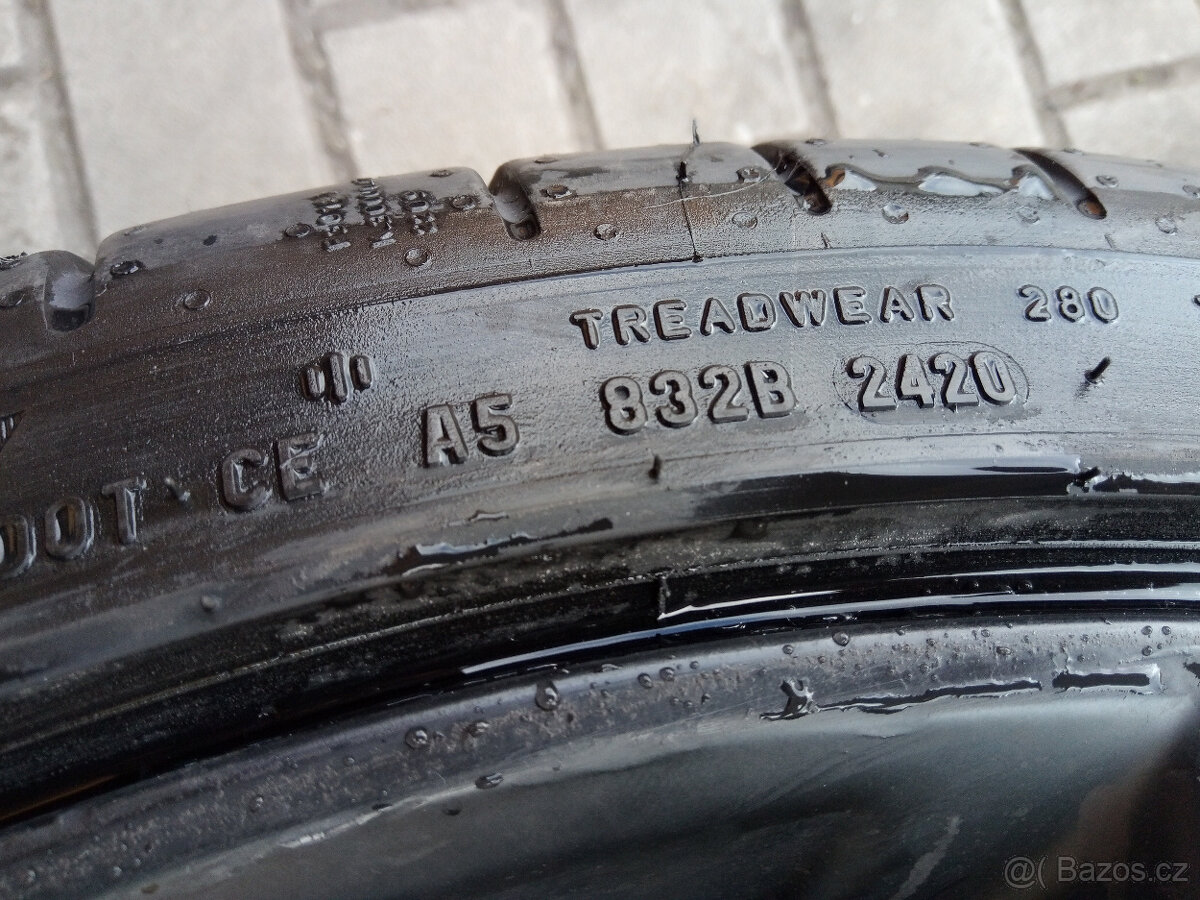 TREADWEAR 280
DOT CE A5 832B 2420
@( Bazos.cz